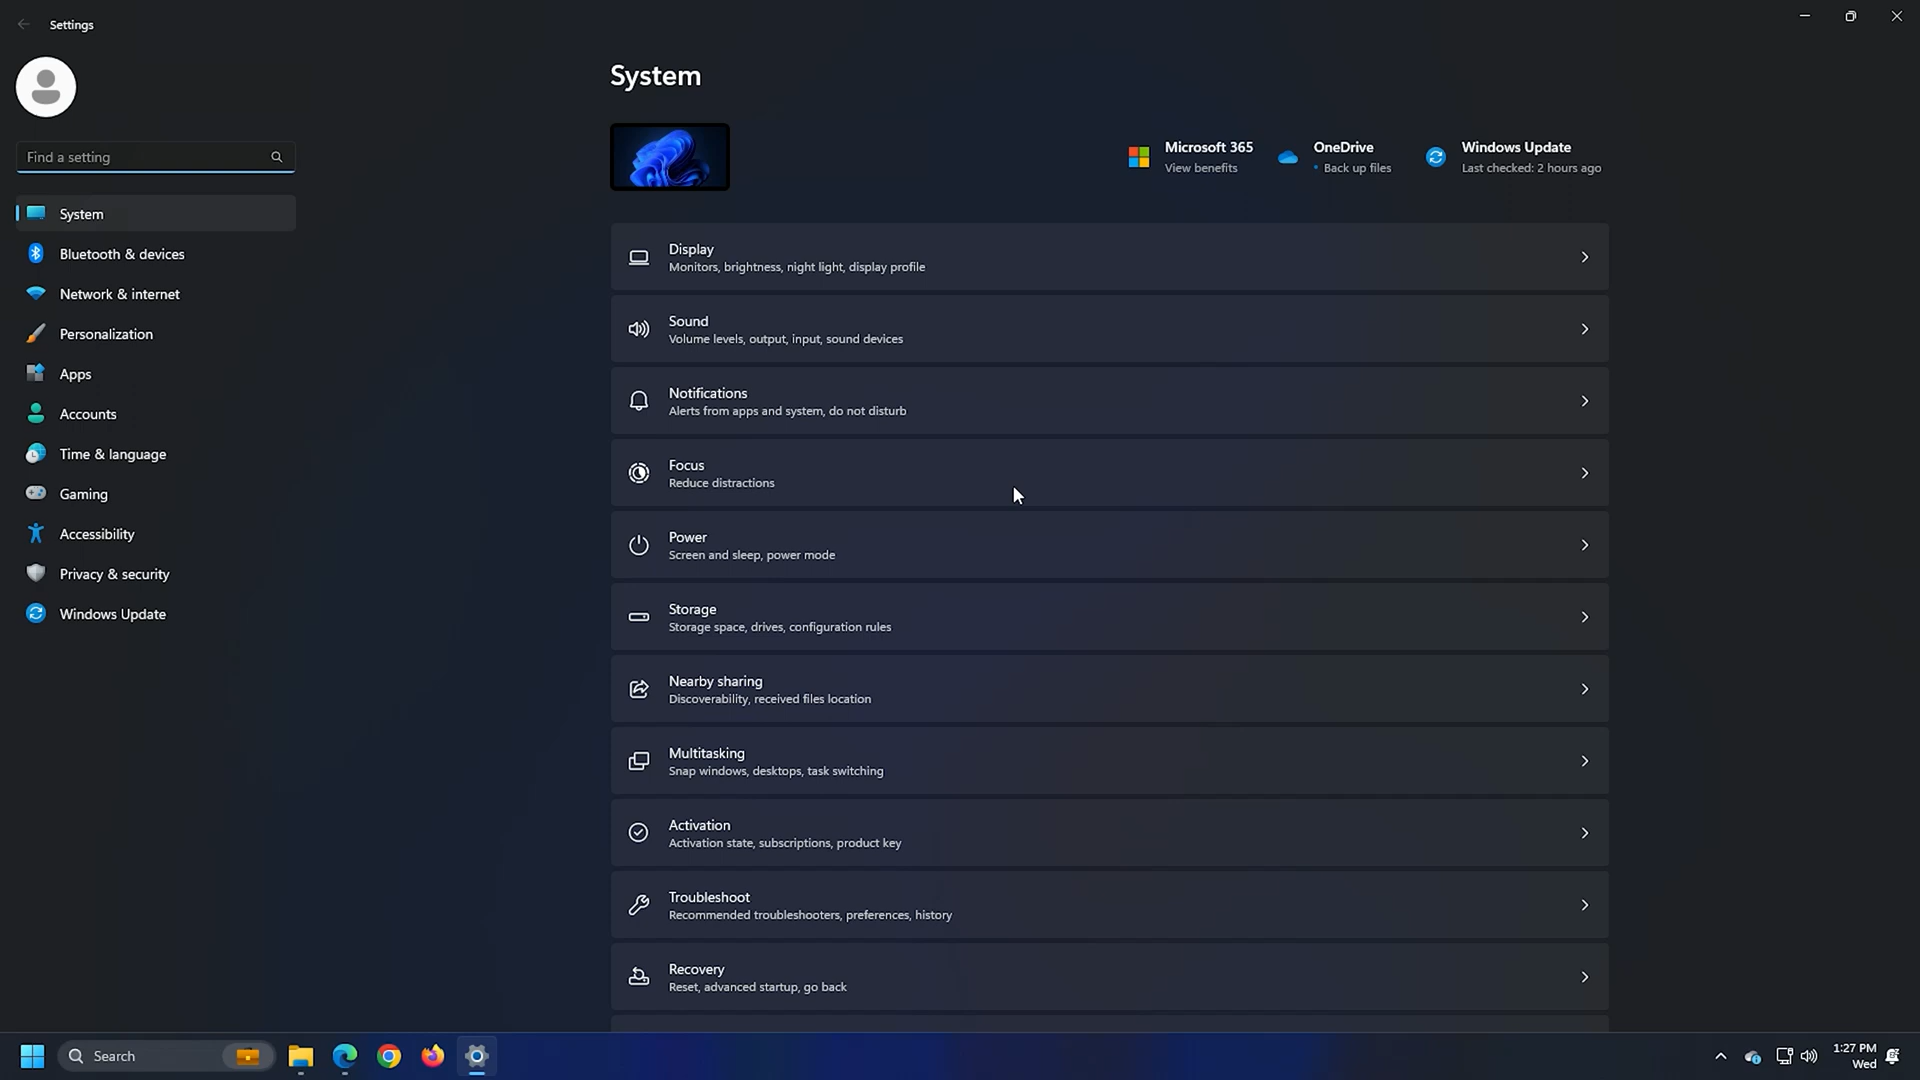 Settings
Find a setting
System
Bluetooth & devices
Network & internet
Personalization
Apps
Accounts
Time & language
Gaming
Accessibility
Privacy & security
Windows Update
System
Microsoft 365
View benefits
OneDrive
• Back up files
Windows Update
Last checked: 2 hours ago
Display
Monitors, brightness, night light, display profile
Sound
Volume levels, output, input, sound devices
Notifications
Alerts from apps and system, do not disturb
Focus
Reduce distractions
Power
Screen and sleep, power mode
Storage
Storage space, drives, configuration rules
Nearby sharing
Discoverability, received files location
Multitasking
Snap windows, desktops, task switching
Activation
Activation state, subscriptions, product key
Troubleshoot
Recommended troubleshooters, preferences, history
Recovery
Reset, advanced startup, go back
Search
1:27 PM
Wed